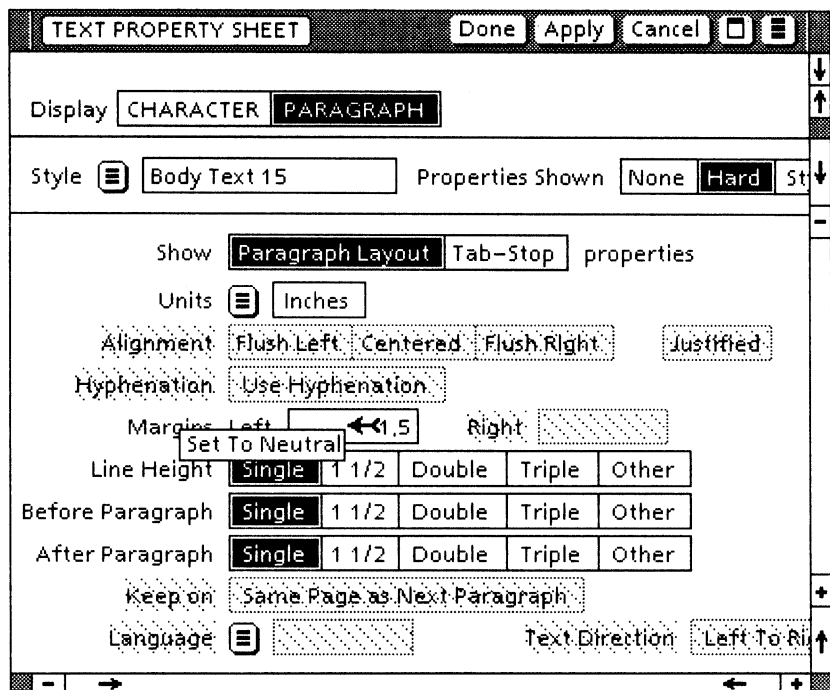 TEXT PROPERTY SHEET Done Apply Cancel
Display CHARACTER PARAGRAPH
Style Body Text 15 Properties Shown None Hard
Show Paragraph Layout Tab-Stop properties
Units Inches
Alignment Flush Left Centered Flush Right Justified
Hyphenation Use Hyphenation
Margins Left 1.5 Right
Set To Neutral
Line Height Single 1 1/2 Double Triple Other
Before Paragraph Single 1 1/2 Double Triple Other
After Paragraph Single 1 1/2 Double Triple Other
Keep on Same Page as Next Paragraph
Language Text Direction Left To